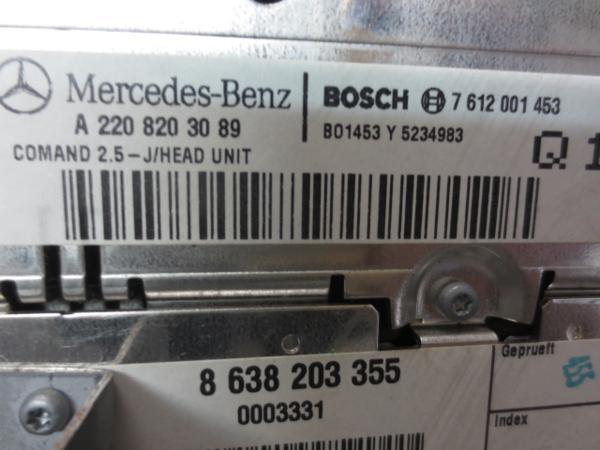 Mercedes-Benz
BOSCH 7 612 001 453
A 220 820 30 89
B01453 Y 5234983
COMAND 2.5-J/HEAD UNIT
Q 1
8 638 203 355
0003331
Geprueft
Index